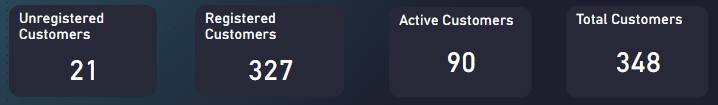 Unregistered
Customers
21
Registered
Customers
327
Active Customers
90
Total Customers
348